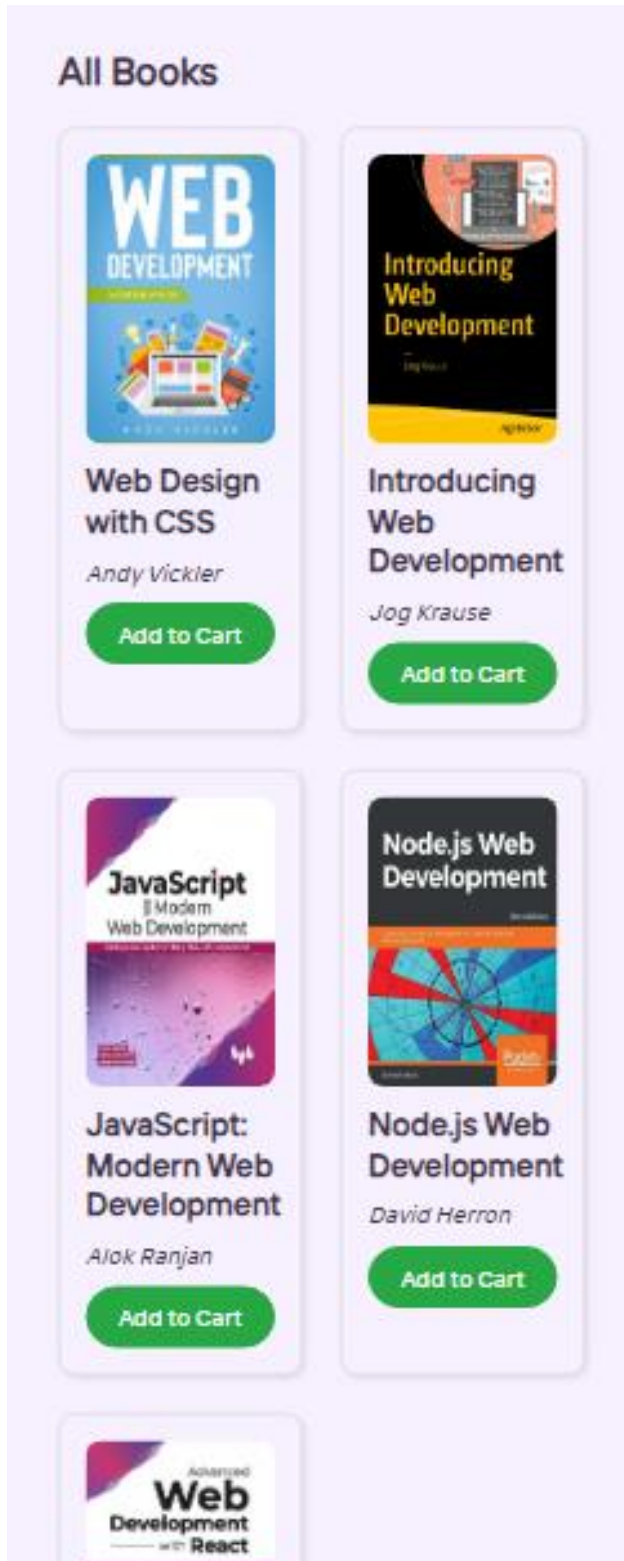 All Books
WEB
DEVELOPMENT
Web Design
with CSS
Andy Vickler
Add to Cart
Introducing
Web
Development
Introducing
Web
Development
Jog Krause
Add to Cart
JavaScript
Modern
Web Development
JavaScript:
Modern Web
Development
Alok Ranjan
Add to Cart
Node.js Web
Development
Node.js Web
Development
David Herron
Add to Cart
Advanced
Web
Development
with React